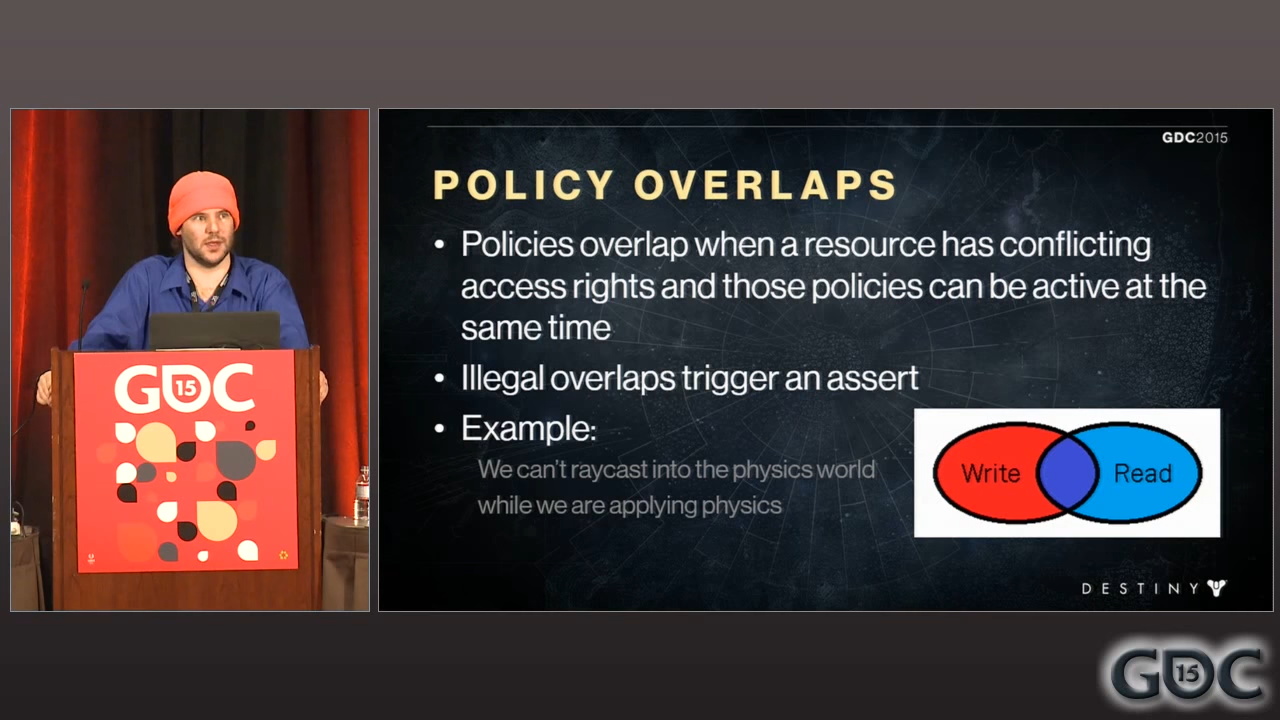 GDC2015
POLICY OVERLAPS
• Policies overlap when a resource has conflicting
access rights and those policies can be active at the
same time
• Illegal overlaps trigger an assert
• Example:
We can't raycast into the physics world
while we are applying physics
Write
Read
DESTINY
GDC
15
GDC
15